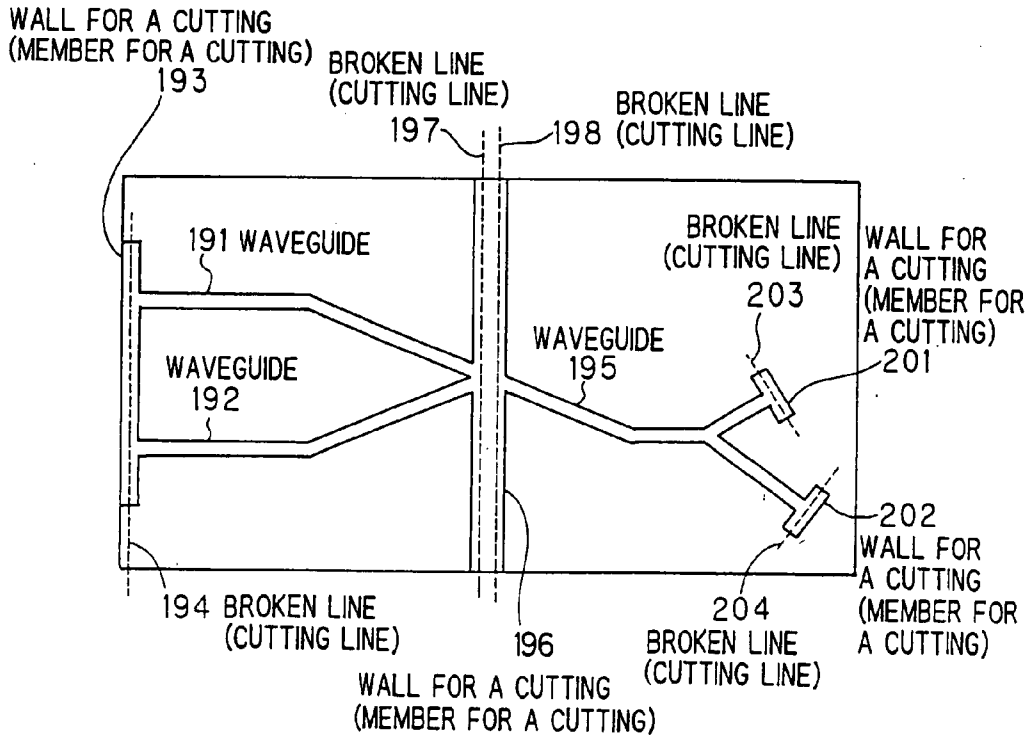 WALL FOR A CUTTING
(MEMBER FOR A CUTTING)
193
BROKEN LINE
(CUTTING LINE)
197
BROKEN LINE
198 (CUTTING LINE)
191 WAVEGUIDE
WAVEGUIDE
192
WAVEGUIDE
195
BROKEN LINE
(CUTTING LINE)
203
WALL FOR
A CUTTING
(MEMBER FOR
A CUTTING)
201
202
WALL FOR
A CUTTING
(MEMBER FOR
A CUTTING)
204
BROKEN LINE
(CUTTING LINE)
194 BROKEN LINE
(CUTTING LINE)
196
WALL FOR A CUTTING
(MEMBER FOR A CUTTING)